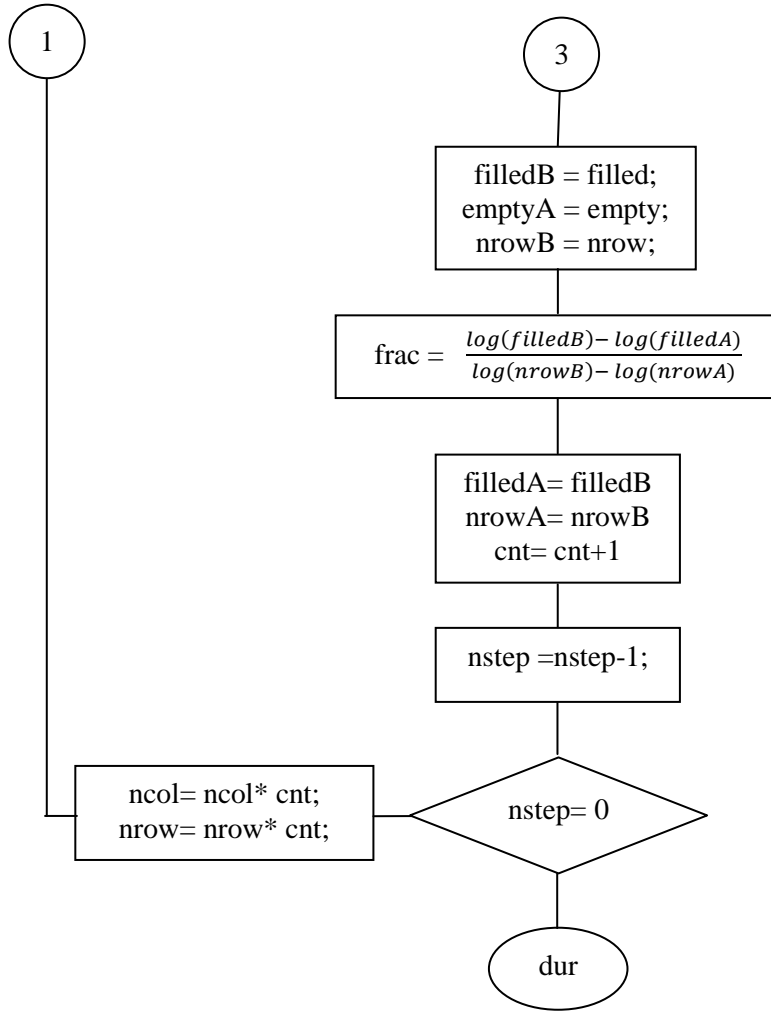 1
3
filledB = filled;
emptyA = empty;
nrowB = nrow;
frac = log(filledB)− log(filledA) / log(nrowB)− log(nrowA)
filledA= filledB
nrowA= nrowB
cnt= cnt+1
nstep =nstep-1;
ncol= ncol* cnt;
nrow= nrow* cnt;
nstep= 0
dur